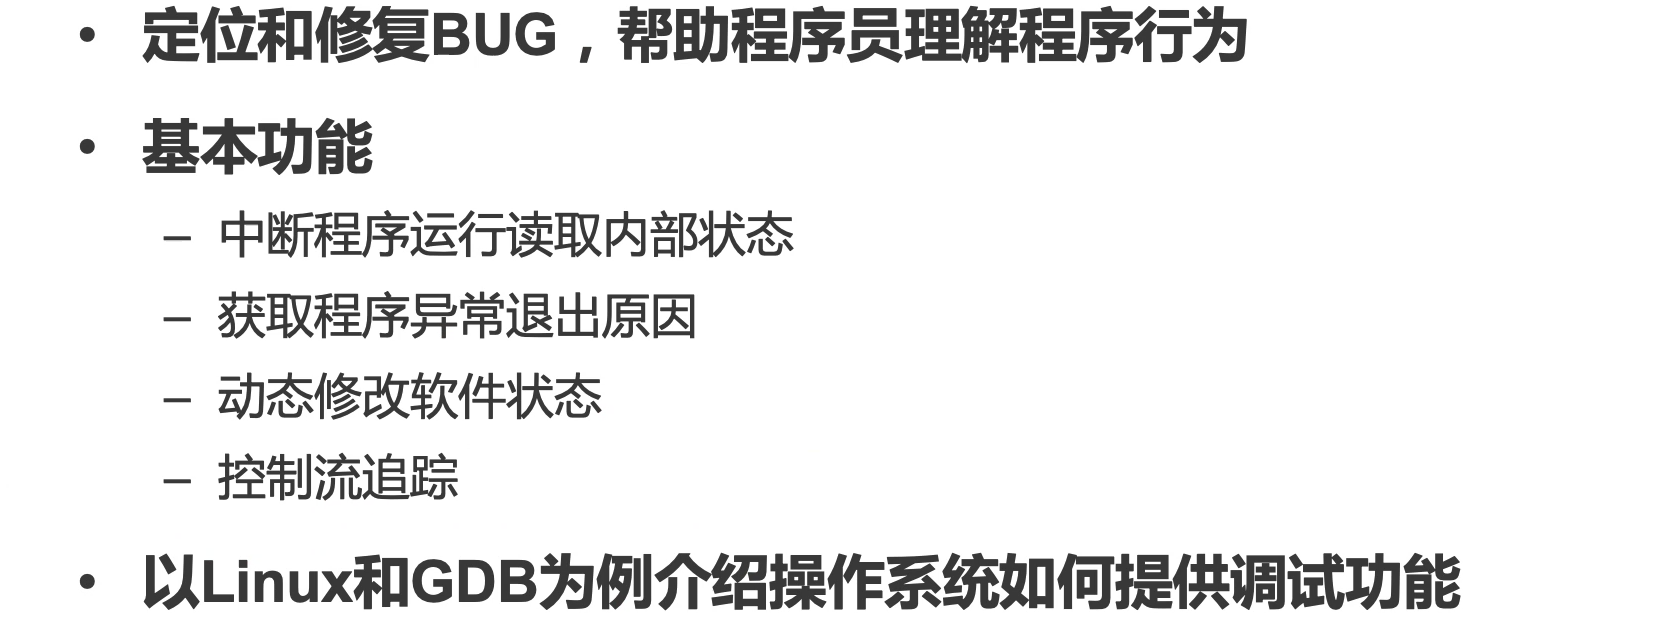 • 定位和修复BUG，帮助程序员理解程序行为
• 基本功能
– 中断程序运行读取内部状态
– 获取程序异常退出原因
– 动态修改软件状态
– 控制流追踪
• 以Linux和GDB为例介绍操作系统如何提供调试功能